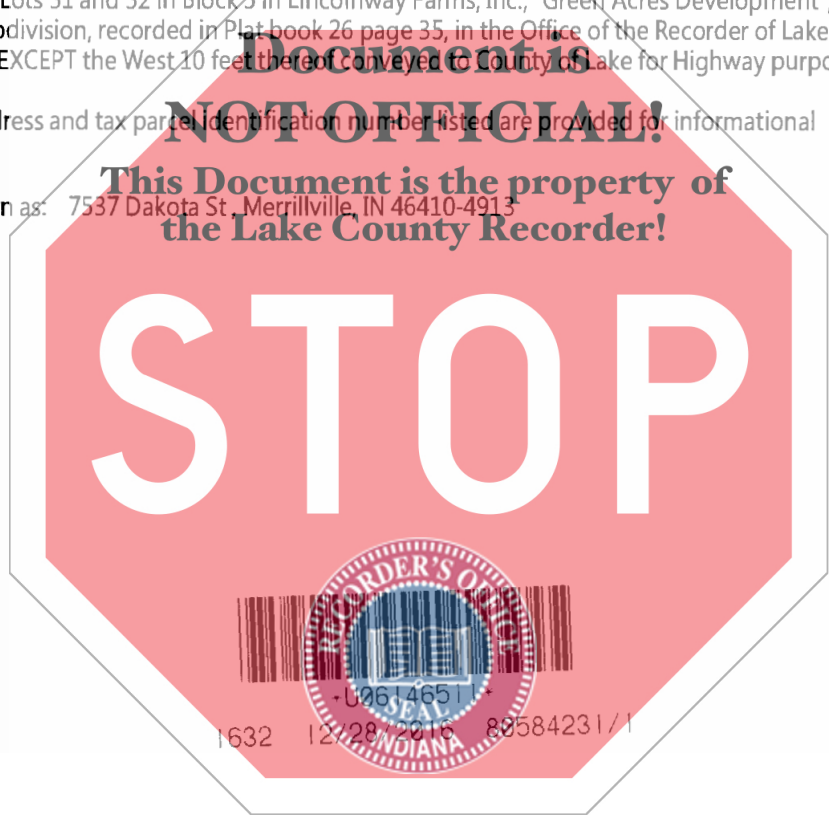 Lots 31 and 32 in Block 5 in Lincolnway Farms, Inc., "Green Acres Development",
division, recorded in Plat book 26 page 35, in the Office of the Recorder of Lake
EXCEPT the West 10 feet thereof conveyed to County of Lake for Highway purpo
Document is
NOT OFFICIAL!
ress and tax parcel identification number listed are provided for informational
This Document is the property of
n as: 7537 Dakota St, Merrillville, IN 46410-4913
the Lake County Recorder!
STOP
RECORDER'S OFFICE
SEAL
INDIANA
1632 12/28/2016 80584231/1